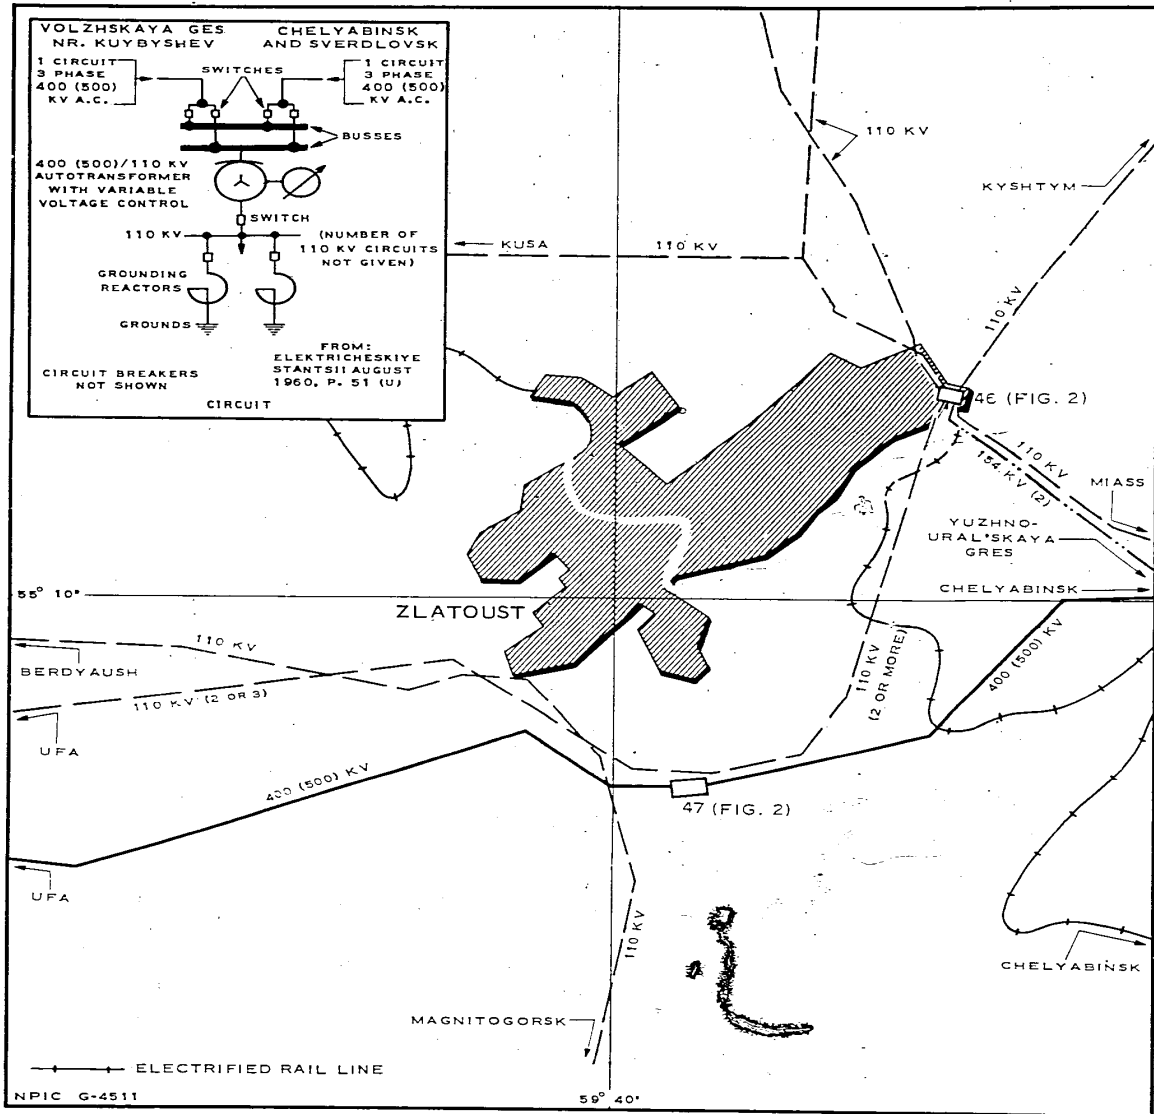 VOLZHSKAYA GES
NR. KUYBYSHEV
CHELYABINSK
AND SVERDLOVSK
1 CIRCUIT
3 PHASE
400 (500)
KV A.C.
SWITCHES
1 CIRCUIT
3 PHASE
400 (500)
KV A.C.
BUSSES
400 (500)/110 KV
AUTOTRANSFORMER
WITH VARIABLE
VOLTAGE CONTROL
SWITCH
110 KV
(NUMBER OF
110 KV CIRCUITS
NOT GIVEN)
GROUNDING
REACTORS
GROUNDS
FROM:
ELEKTRICHESKIYE
STANTSII AUGUST
1960, P. 51 (U)
CIRCUIT BREAKERS
NOT SHOWN
CIRCUIT
110 KV
KYSHTYM
KUSA
110 KV
110 KV
46 (FIG. 2)
110 KV
154 KV (2)
MIASS
YUZHNO-
URAL'SKAYA
GRES
CHELYABINSK
55° 10'
ZLATOUST
110 KV
BERDYAUSH
110 KV (2 OR 3)
UFA
110 KV
(2 OR MORE)
400 (500) KV
400 (500) KV
47 (FIG. 2)
UFA
110 KV
CHELYABINSK
MAGNITOGORSK
ELECTRIFIED RAIL LINE
NPIC G-4511
59° 40'